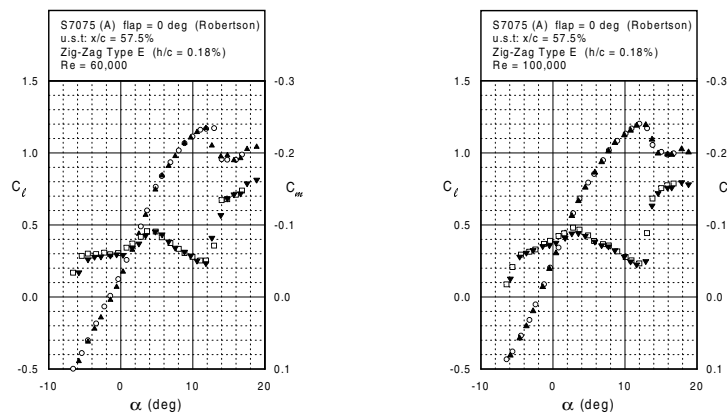 S7075 (A) flap = 0 deg (Robertson)
u.s.t: x/c = 57.5%
Zig-Zag Type E (h/c = 0.18%)
Re = 60,000
1.5
1.0
0.5
0.0
-0.5
C_ℓ
-0.3
-0.2
-0.1
0.0
0.1
C_m
-10 0 10 20
α (deg)
S7075 (A) flap = 0 deg (Robertson)
u.s.t: x/c = 57.5%
Zig-Zag Type E (h/c = 0.18%)
Re = 100,000
1.5
1.0
0.5
0.0
-0.5
C_ℓ
-0.3
-0.2
-0.1
0.0
0.1
C
-10 0 10 20
α (deg)